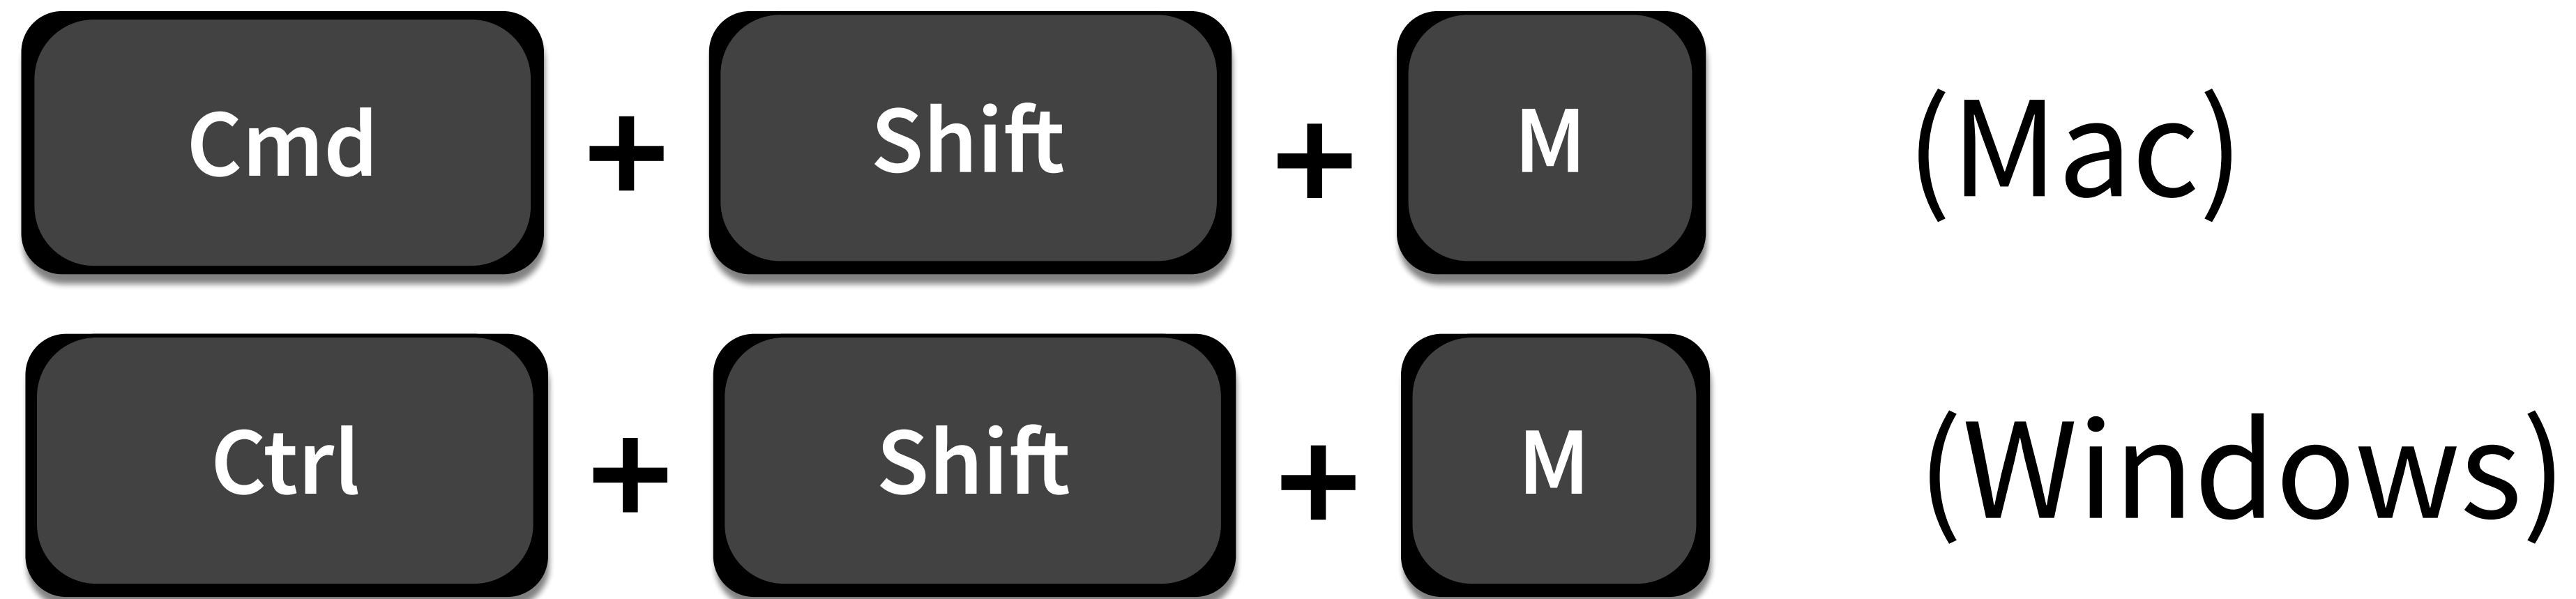 Cmd + Shift + M (Mac)
Ctrl + Shift + M (Windows)